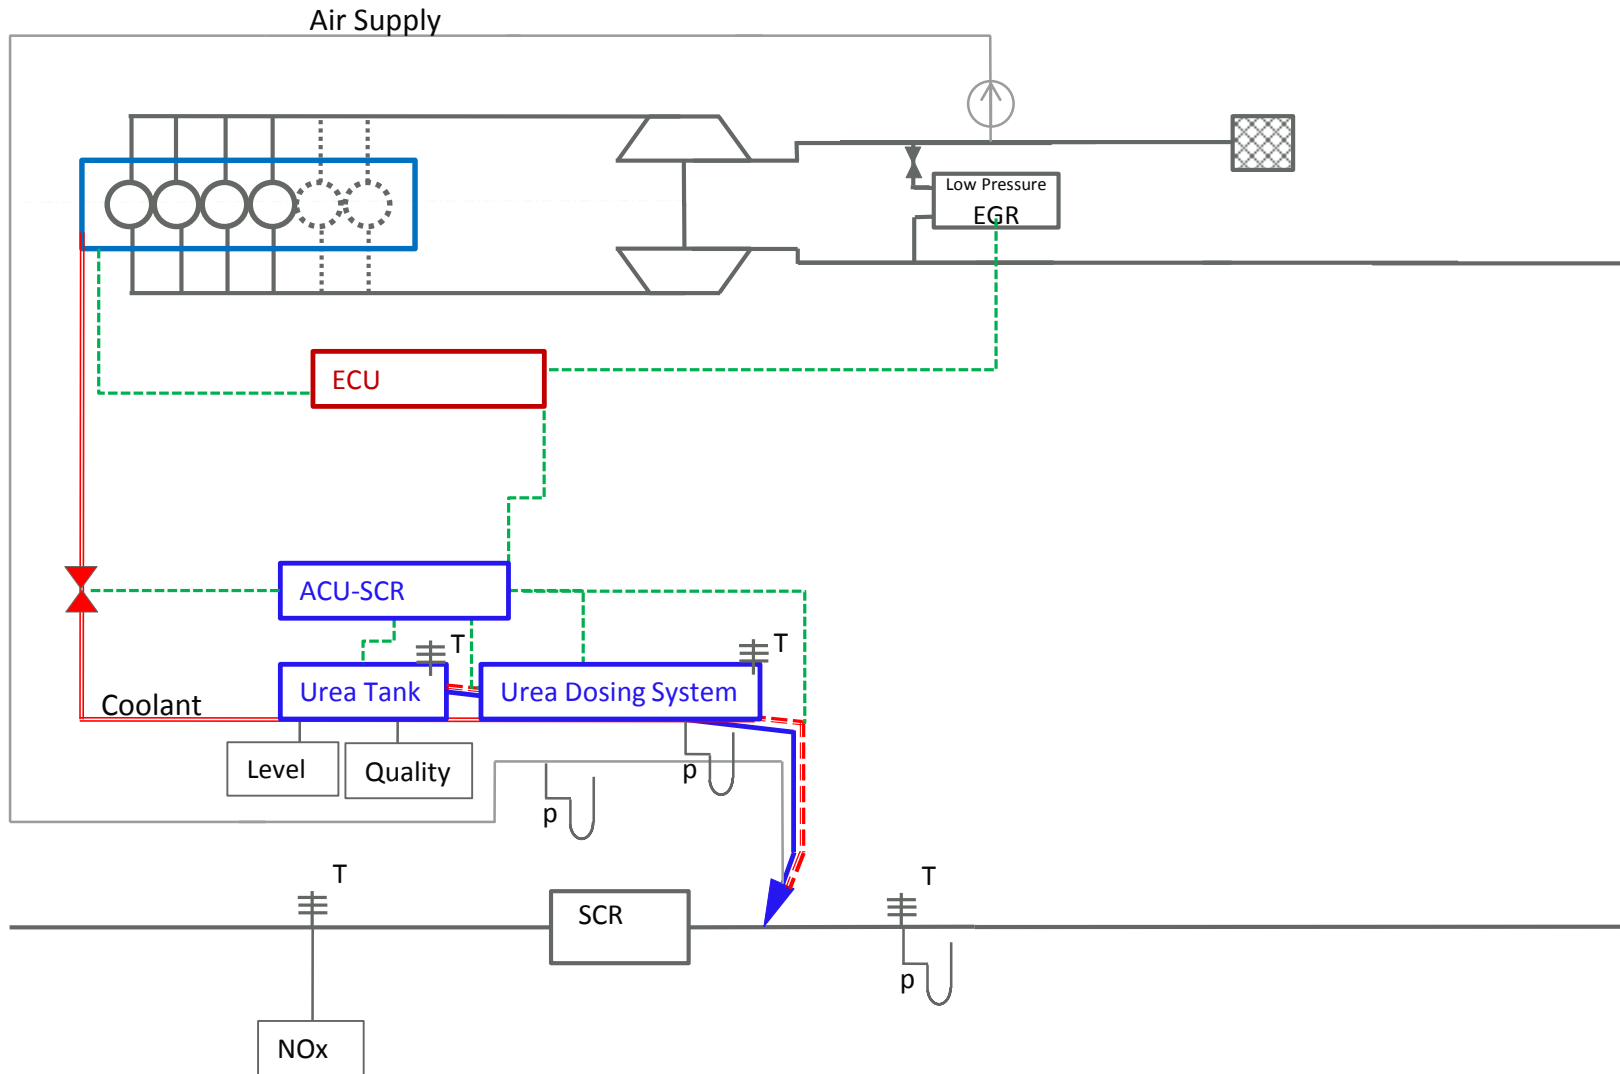 Air Supply
Low Pressure
EGR
ECU
ACU-SCR
T
T
Urea Tank
Urea Dosing System
Coolant
Level
Quality
p
p
T
T
SCR
p
NOx